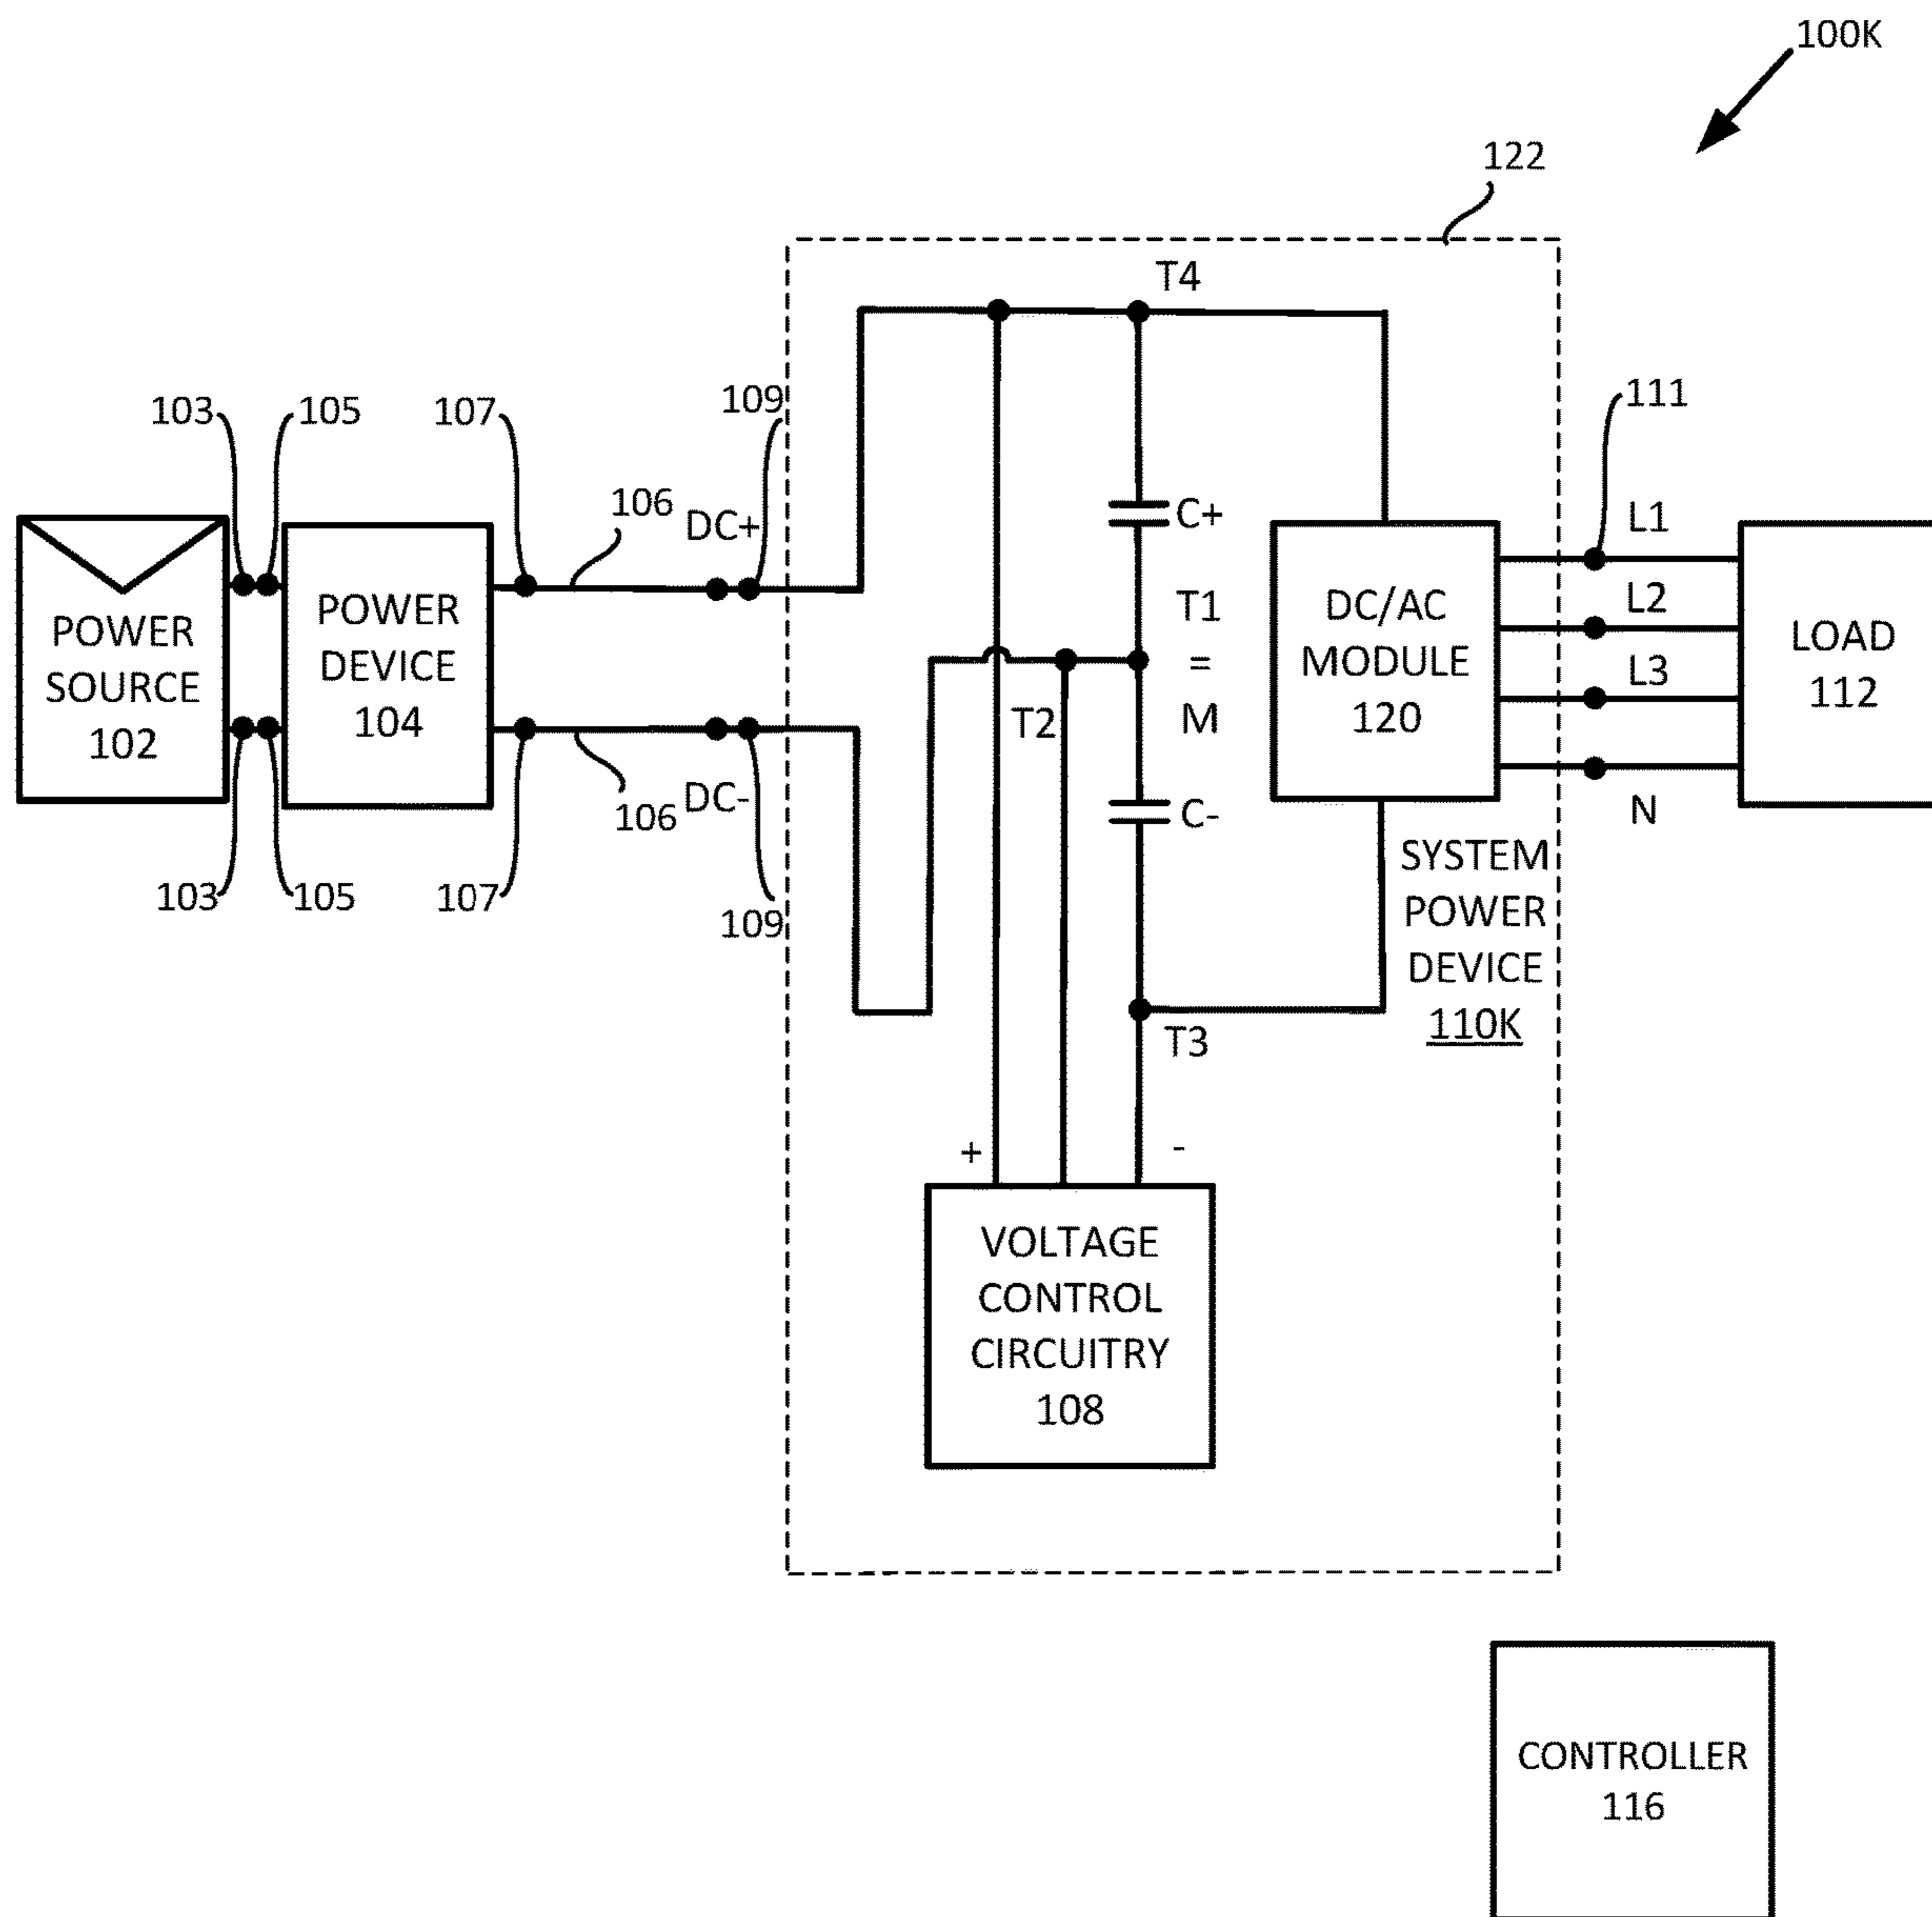 100K
122
T4
103
105
107
109
111
106
DC+
C+
L1
POWER
SOURCE
102
POWER
DEVICE
104
T1
=
M
DC/AC
MODULE
120
L2
L3
LOAD
112
T2
106
DC-
C-
N
103
105
107
109
SYSTEM
POWER
DEVICE
110K
T3
+
-
VOLTAGE
CONTROL
CIRCUITRY
108
CONTROLLER
116